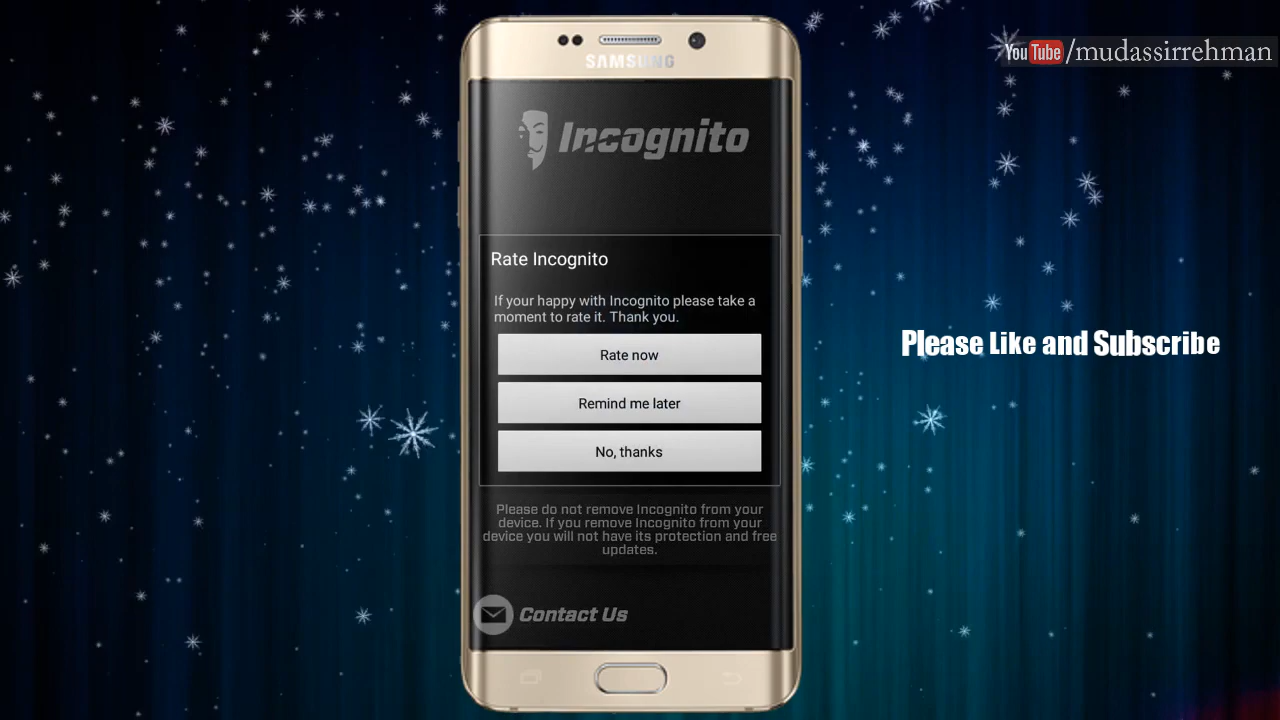 YouTube/mudassirrehman
SAMSUNG
Incognito
Rate Incognito
If your happy with Incognito please take a
moment to rate it. Thank you.
Rate now
Remind me later
No, thanks
Please do not remove Incognito from your
device. If you remove Incognito from your
device you will not have its protection and free
updates.
Contact Us
Please Like and Subscribe